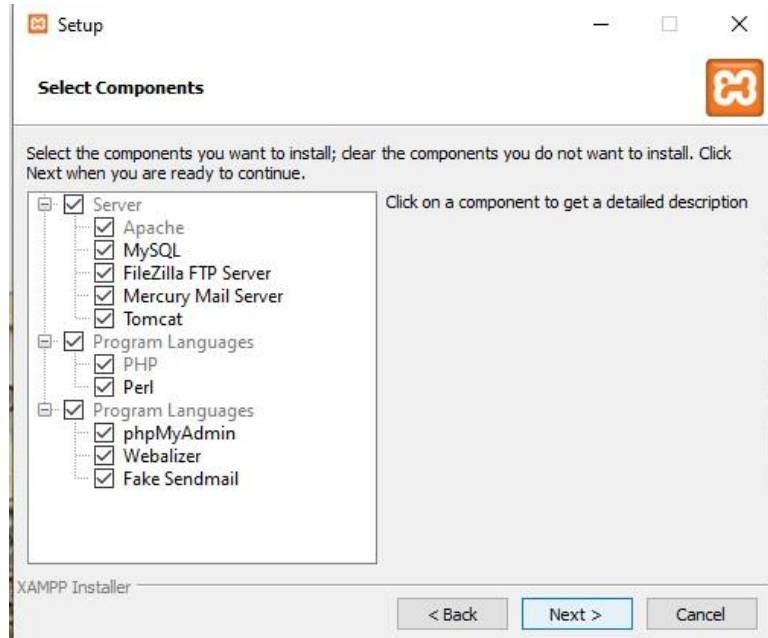 Setup
Select Components
Select the components you want to install; clear the components you do not want to install. Click
Next when you are ready to continue.
Server
Apache
MySQL
FileZilla FTP Server
Mercury Mail Server
Tomcat
Program Languages
PHP
Perl
Program Languages
phpMyAdmin
Webalizer
Fake Sendmail
Click on a component to get a detailed description
XAMPP Installer
< Back
Next >
Cancel